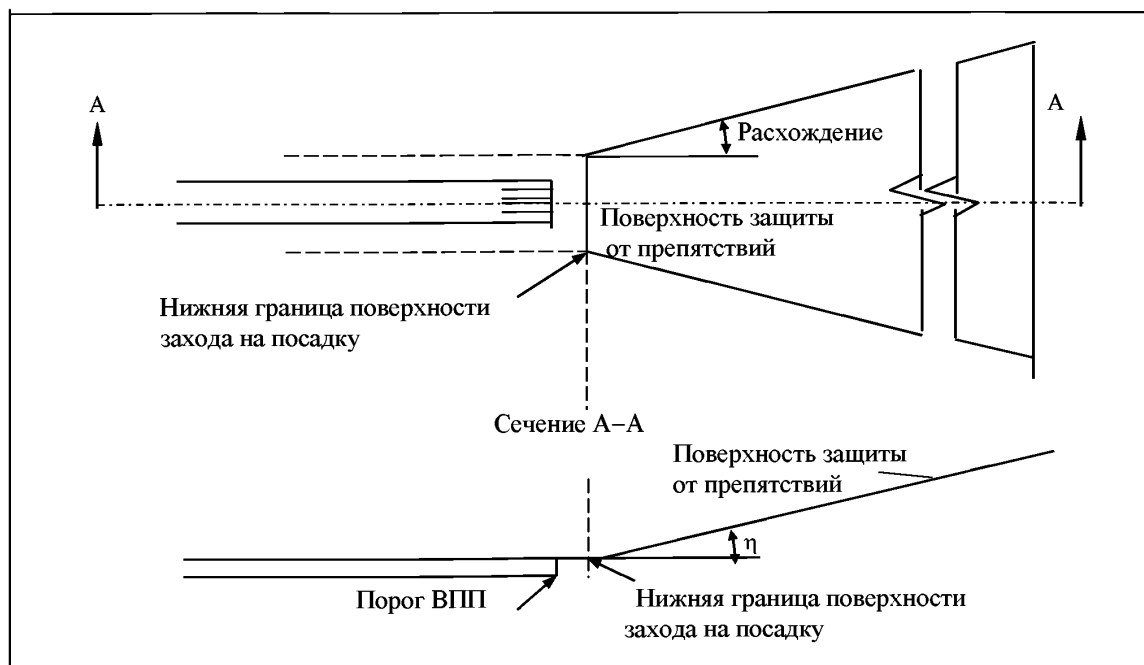 А
А
Расхождение
Поверхность защиты
от препятствий
Нижняя граница поверхности
захода на посадку
Сечение А–А
Поверхность защиты
от препятствий
η
Порог ВПП
Нижняя граница поверхности
захода на посадку